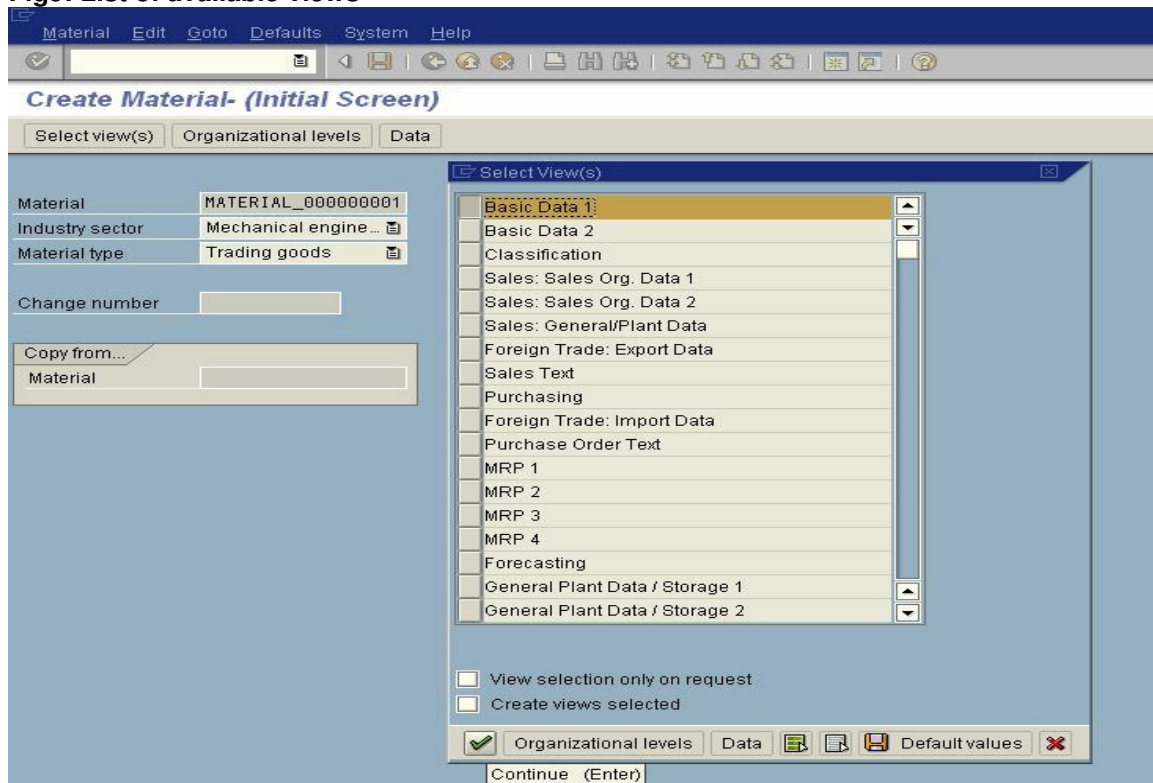 Fig3: List of available views
Material Edit Goto Defaults System Help
Create Material- (Initial Screen)
Select view(s) Organizational levels Data
Select View(s)
Material MATERIAL_000000001
Industry sector Mechanical engine...
Material type Trading goods
Change number
Copy from...
Material
Basic Data 1
Basic Data 2
Classification
Sales: Sales Org. Data 1
Sales: Sales Org. Data 2
Sales: General/Plant Data
Foreign Trade: Export Data
Sales Text
Purchasing
Foreign Trade: Import Data
Purchase Order Text
MRP 1
MRP 2
MRP 3
MRP 4
Forecasting
General Plant Data / Storage 1
General Plant Data / Storage 2
View selection only on request
Create views selected
Organizational levels Data Default values
Continue (Enter)